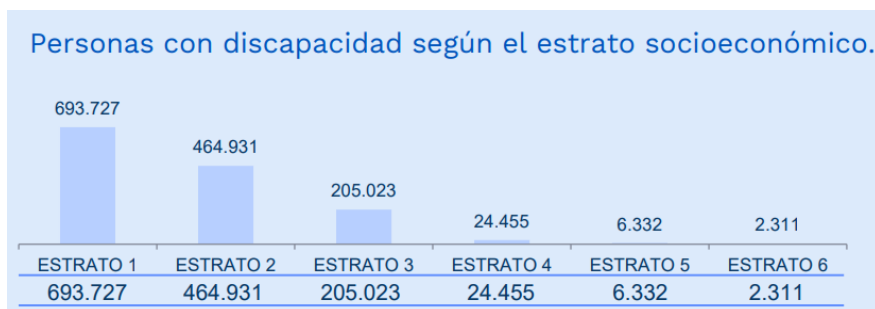 Personas con discapacidad según el estrato socioeconómico.
693.727
464.931
205.023
24.455
6.332
2.311
ESTRATO 1 ESTRATO 2 ESTRATO 3 ESTRATO 4 ESTRATO 5 ESTRATO 6
693.727 464.931 205.023 24.455 6.332 2.311